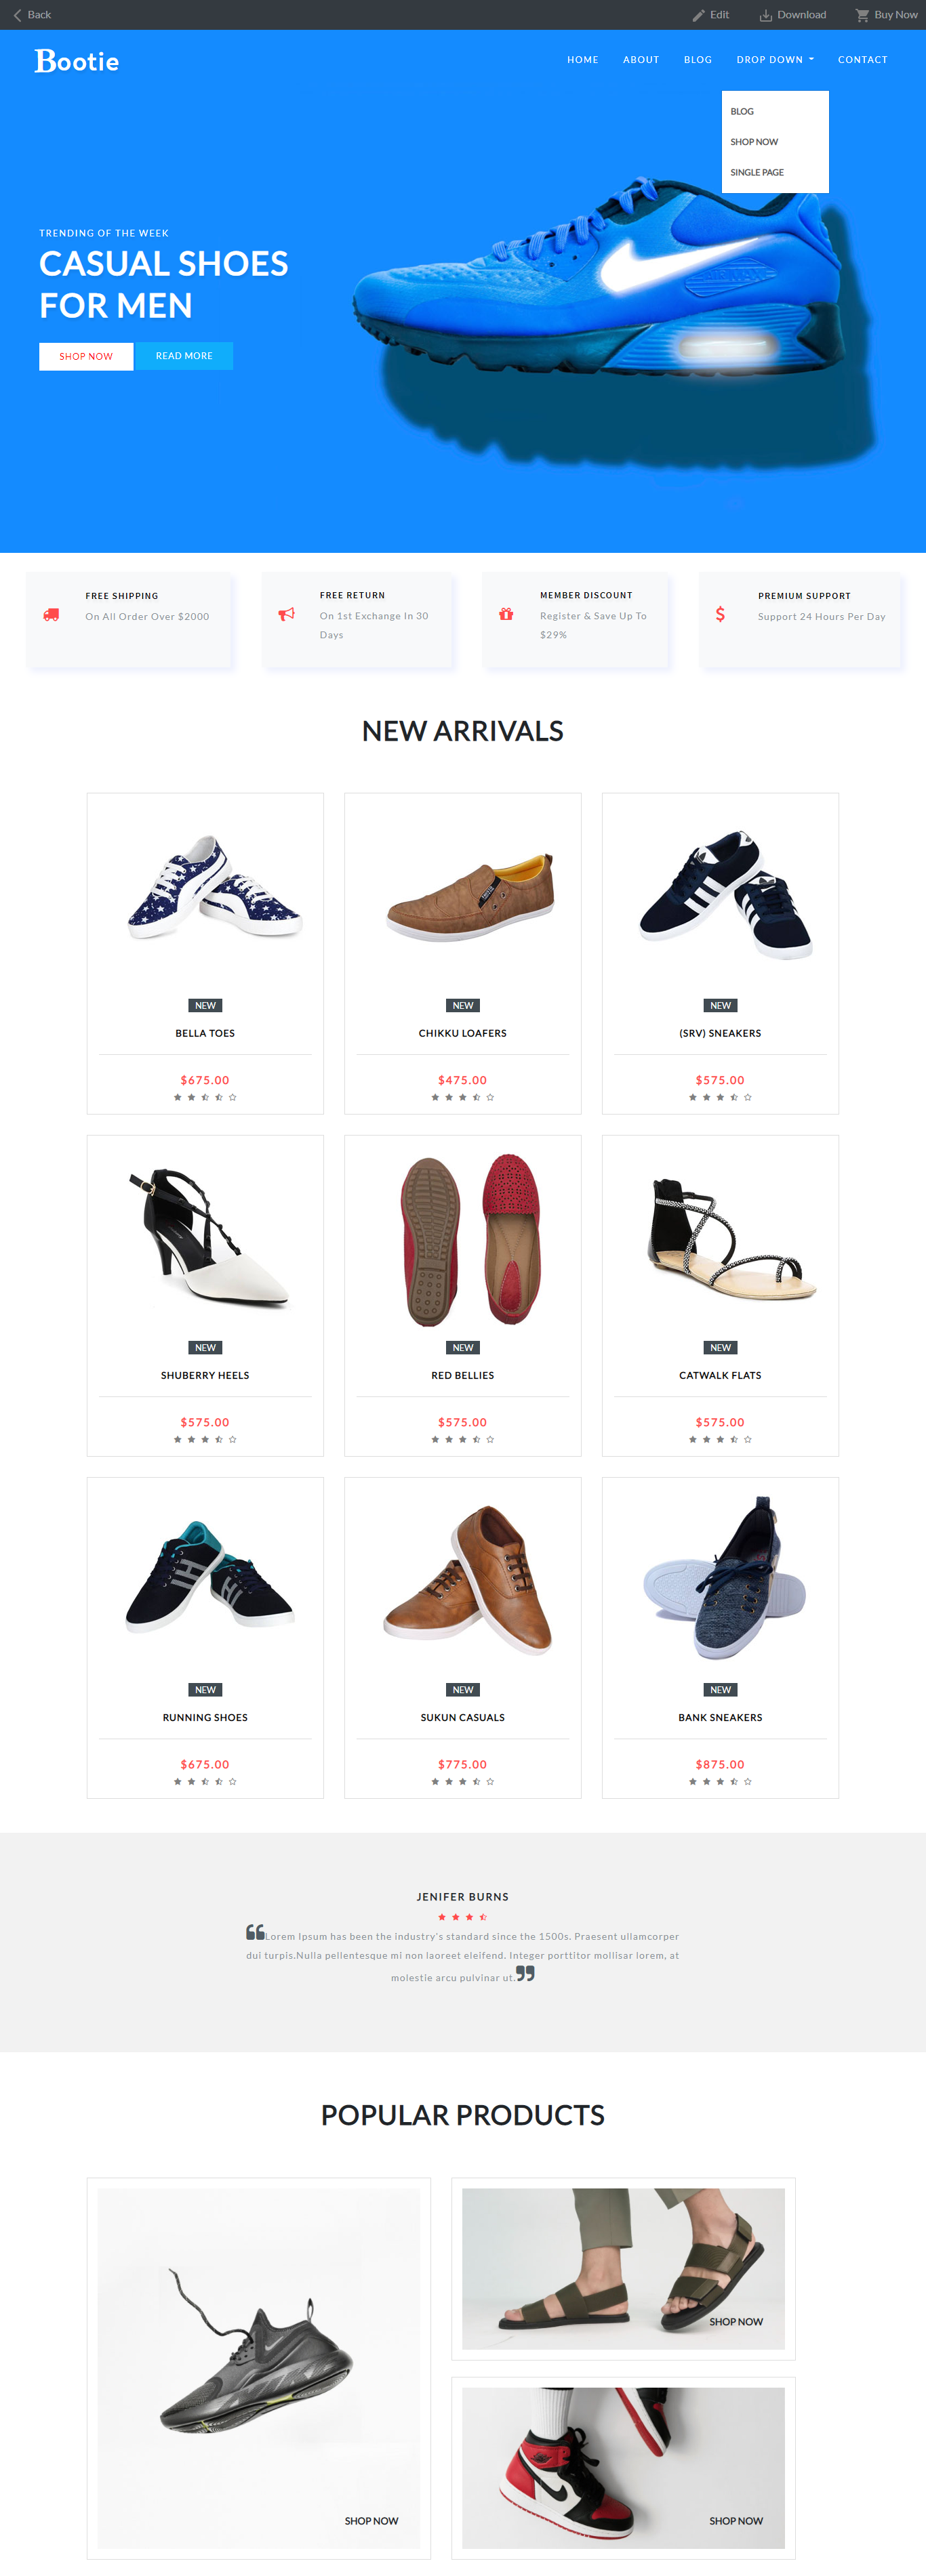 Back
Edit
Download
Buy Now
Bootie
HOME
ABOUT
BLOG
DROP DOWN
CONTACT
BLOG
SHOP NOW
SINGLE PAGE
TRENDING OF THE WEEK
CASUAL SHOES
FOR MEN
SHOP NOW
READ MORE
FREE SHIPPING
On All Order Over $2000
FREE RETURN
On 1st Exchange In 30
Days
MEMBER DISCOUNT
Register & Save Up To
$29%
PREMIUM SUPPORT
Support 24 Hours Per Day
NEW ARRIVALS
NEW
BELLA TOES
$675.00
NEW
CHIKKU LOAFERS
$475.00
NEW
(SRV) SNEAKERS
$575.00
NEW
SHUBERRY HEELS
$575.00
NEW
RED BELLIES
$575.00
NEW
CATWALK FLATS
$575.00
NEW
RUNNING SHOES
$675.00
NEW
SUKUN CASUALS
$775.00
NEW
BANK SNEAKERS
$875.00
JENIFER BURNS
Lorem Ipsum has been the industry's standard since the 1500s. Praesent ullamcorper
dui turpis.Nulla pellentesque mi non laoreet eleifend. Integer porttitor mollisar lorem, at
molestie arcu pulvinar ut.
POPULAR PRODUCTS
SHOP NOW
SHOP NOW
SHOP NOW